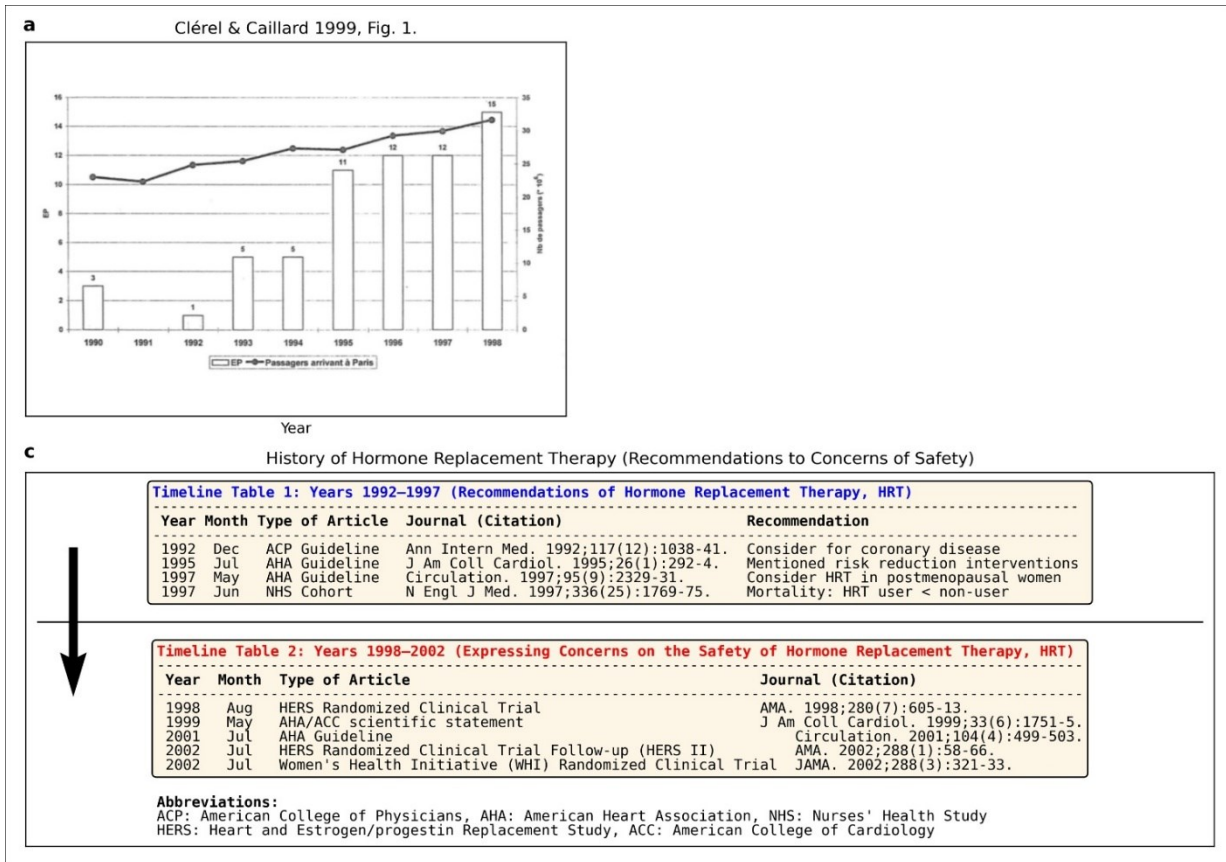 a
Clérel & Caillard 1999, Fig. 1.
16
14
12
10
8
6
4
2
0
EP
3
1
5
5
11
12
12
15
35
30
25
20
15
10
5
0
Nb de passagers (* 10⁶)
1990 1991 1992 1993 1994 1995 1996 1997 1998
EP Passagers arrivant à Paris
Year
c
History of Hormone Replacement Therapy (Recommendations to Concerns of Safety)
Timeline Table 1: Years 1992–1997 (Recommendations of Hormone Replacement Therapy, HRT)
Year Month Type of Article Journal (Citation) Recommendation
1992 Dec ACP Guideline Ann Intern Med. 1992;117(12):1038-41. Consider for coronary disease
1995 Jul AHA Guideline J Am Coll Cardiol. 1995;26(1):292-4. Mentioned risk reduction interventions
1997 May AHA Guideline Circulation. 1997;95(9):2329-31. Consider HRT in postmenopausal women
1997 Jun NHS Cohort N Engl J Med. 1997;336(25):1769-75. Mortality: HRT user < non-user
Timeline Table 2: Years 1998–2002 (Expressing Concerns on the Safety of Hormone Replacement Therapy, HRT)
Year Month Type of Article Journal (Citation)
1998 Aug HERS Randomized Clinical Trial AMA. 1998;280(7):605-13.
1999 May AHA/ACC scientific statement J Am Coll Cardiol. 1999;33(6):1751-5.
2001 Jul AHA Guideline Circulation. 2001;104(4):499-503.
2002 Jul HERS Randomized Clinical Trial Follow-up (HERS II) AMA. 2002;288(1):58-66.
2002 Jul Women's Health Initiative (WHI) Randomized Clinical Trial JAMA. 2002;288(3):321-33.
Abbreviations:
ACP: American College of Physicians, AHA: American Heart Association, NHS: Nurses' Health Study
HERS: Heart and Estrogen/progestin Replacement Study, ACC: American College of Cardiology